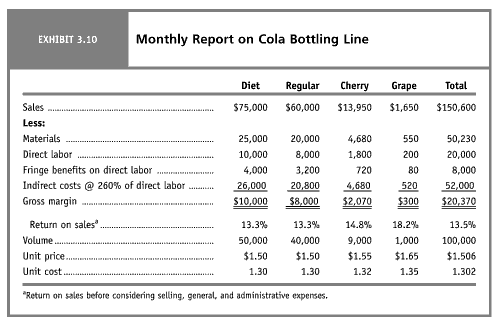 EXHIBIT 3.10 Monthly Report on Cola Bottling Line
Diet Regular Cherry Grape Total
Sales $75,000 $60,000 $13,950 $1,650 $150,600
Less:
Materials 25,000 20,000 4,680 550 50,230
Direct labor 10,000 8,000 1,800 200 20,000
Fringe benefits on direct labor 4,000 3,200 720 80 8,000
Indirect costs @ 260% of direct labor 26,000 20,800 4,680 520 52,000
Gross margin $10,000 $8,000 $2,070 $300 $20,370
Return on salesᵃ 13.3% 13.3% 14.8% 18.2% 13.5%
Volume 50,000 40,000 9,000 1,000 100,000
Unit price $1.50 $1.50 $1.55 $1.65 $1.506
Unit cost 1.30 1.30 1.32 1.35 1.302
ᵃReturn on sales before considering selling, general, and administrative expenses.